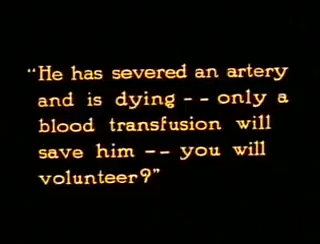 "He has severed an artery
and is dying -- only a
blood transfusion will
save him -- you will
volunteer?"